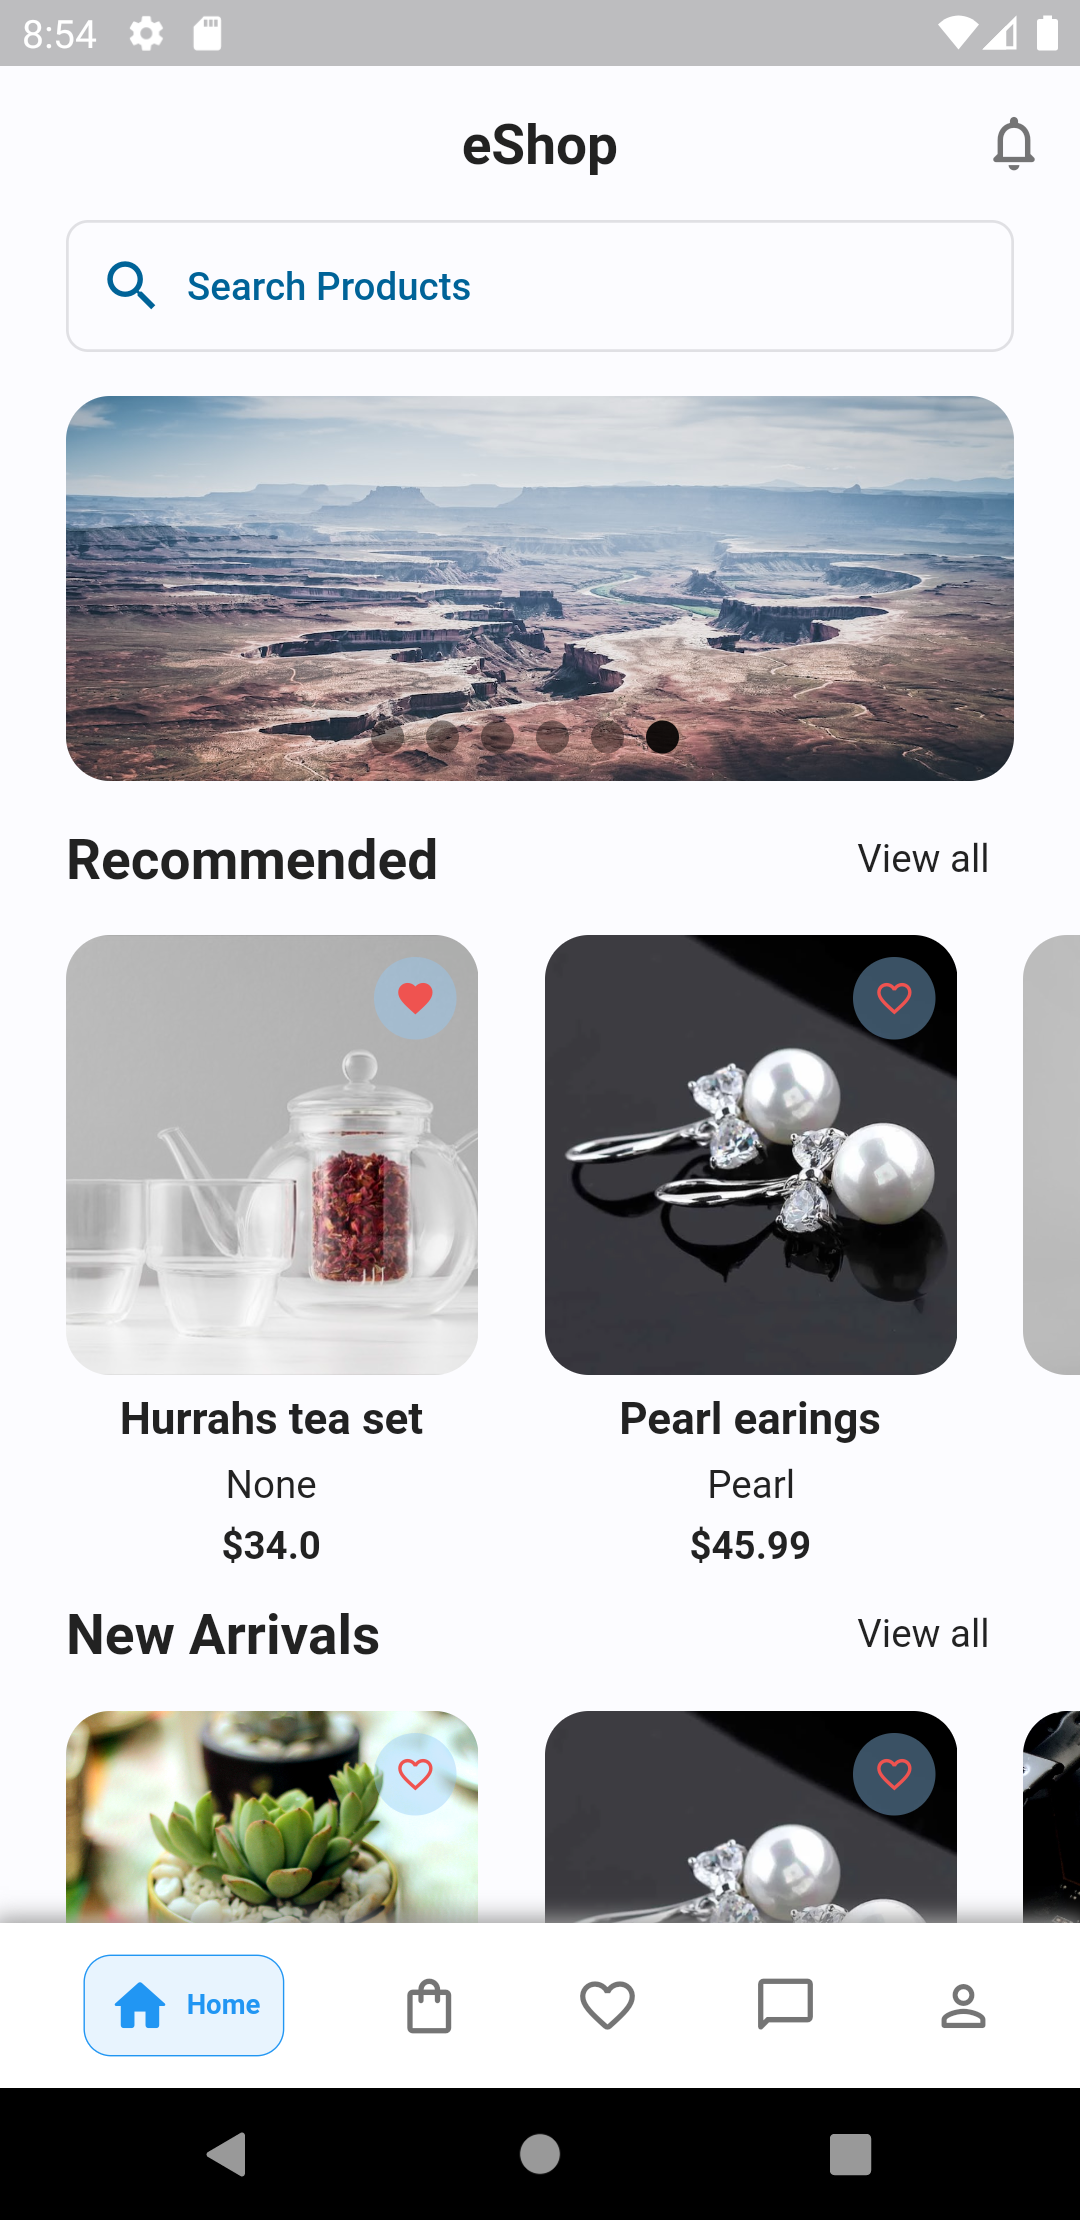 8:54
eShop
Search Products
Recommended
View all
Hurrahs tea set
None
$34.0
Pearl earings
Pearl
$45.99
New Arrivals
View all
Home